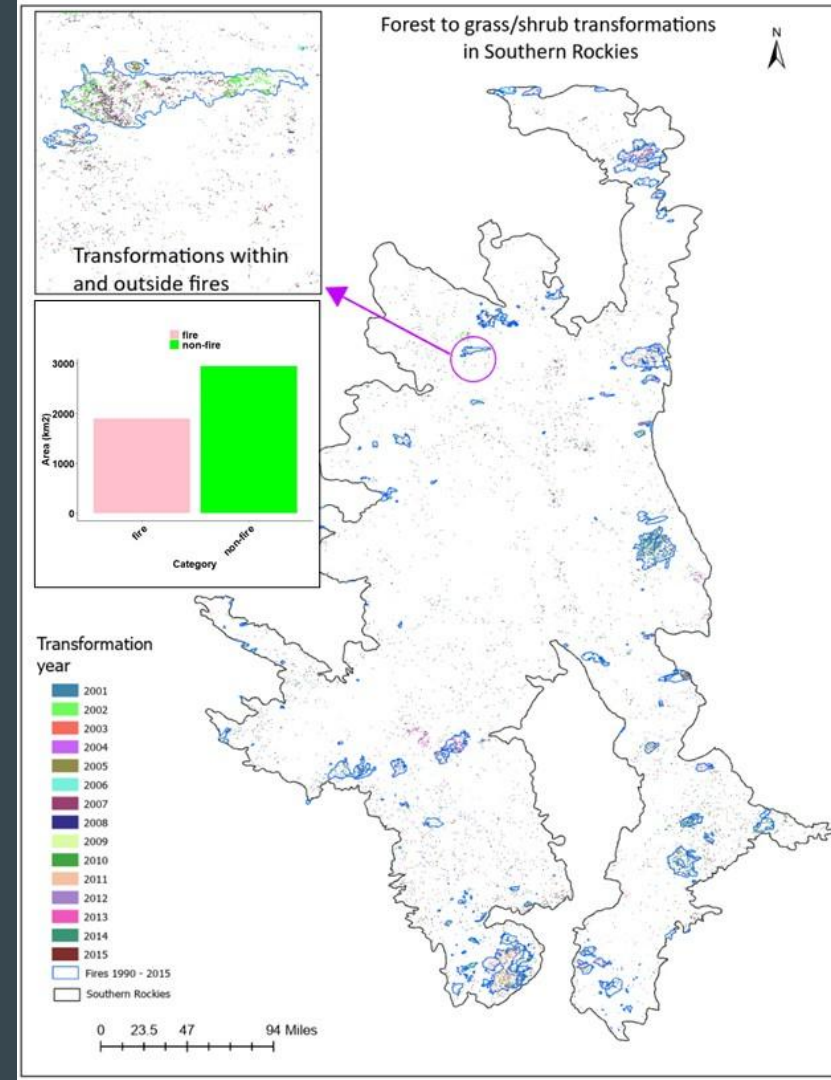 Forest to grass/shrub transformations
in Southern Rockies
N
Transformations within
and outside fires
fire
non-fire
3000
2000
1000
0
Area (km2)
fire
non-fire
Category
Transformation
year
2001
2002
2003
2004
2005
2006
2007
2008
2009
2010
2011
2012
2013
2014
2015
Fires 1990 - 2015
Southern Rockies
0 23.5 47 94 Miles